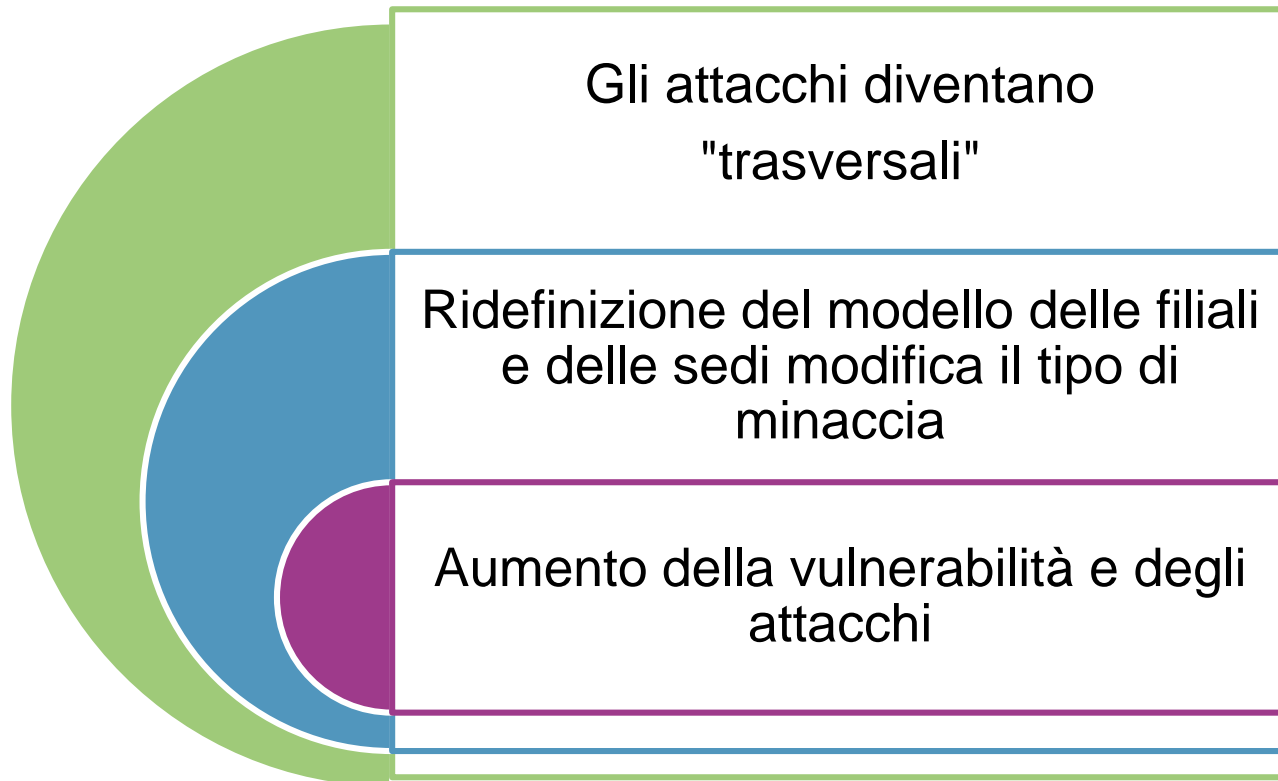 Gli attacchi diventano
"trasversali"
Ridefinizione del modello delle filiali
e delle sedi modifica il tipo di
minaccia
Aumento della vulnerabilità e degli
attacchi